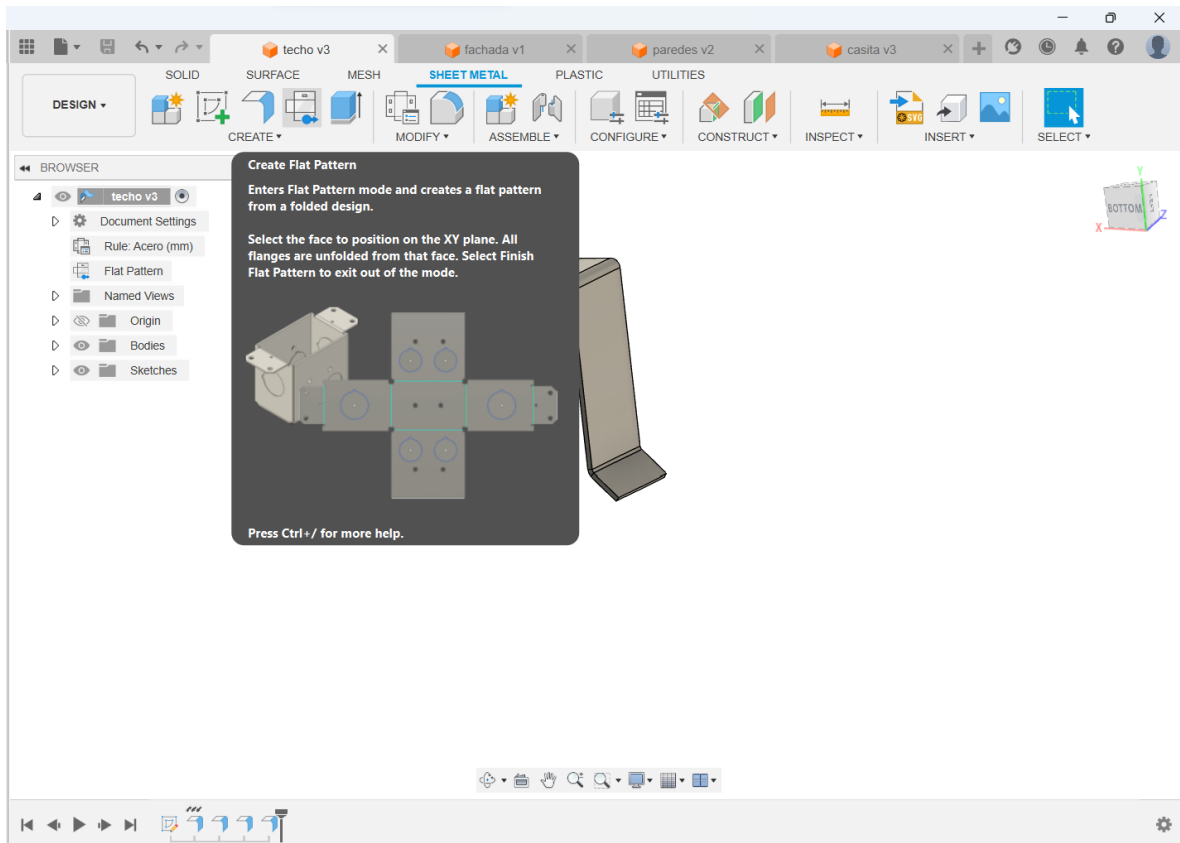 techo v3
fachada v1
paredes v2
casita v3
SOLID
SURFACE
MESH
SHEET METAL
PLASTIC
UTILITIES
DESIGN
CREATE
MODIFY
ASSEMBLE
CONFIGURE
CONSTRUCT
INSPECT
SVG
INSERT
SELECT
BROWSER
techo v3
Document Settings
Rule: Acero (mm)
Flat Pattern
Named Views
Origin
Bodies
Sketches
Create Flat Pattern
Enters Flat Pattern mode and creates a flat pattern
from a folded design.
Select the face to position on the XY plane. All
flanges are unfolded from that face. Select Finish
Flat Pattern to exit out of the mode.
Press Ctrl+/ for more help.
Y
BOTTOM
Z
X